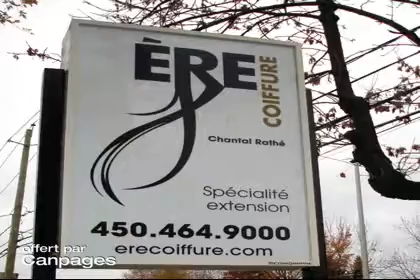 ÈRE
COIFFURE
Chantal Rathé
Spécialité
extension
450.464.9000
erecoiffure.com
offert par
Canpages